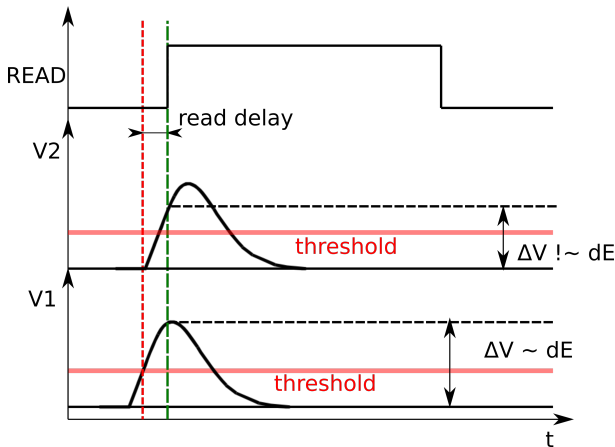 READ
read delay
V2
threshold
ΔV !~ dE
V1
ΔV ~ dE
threshold
t